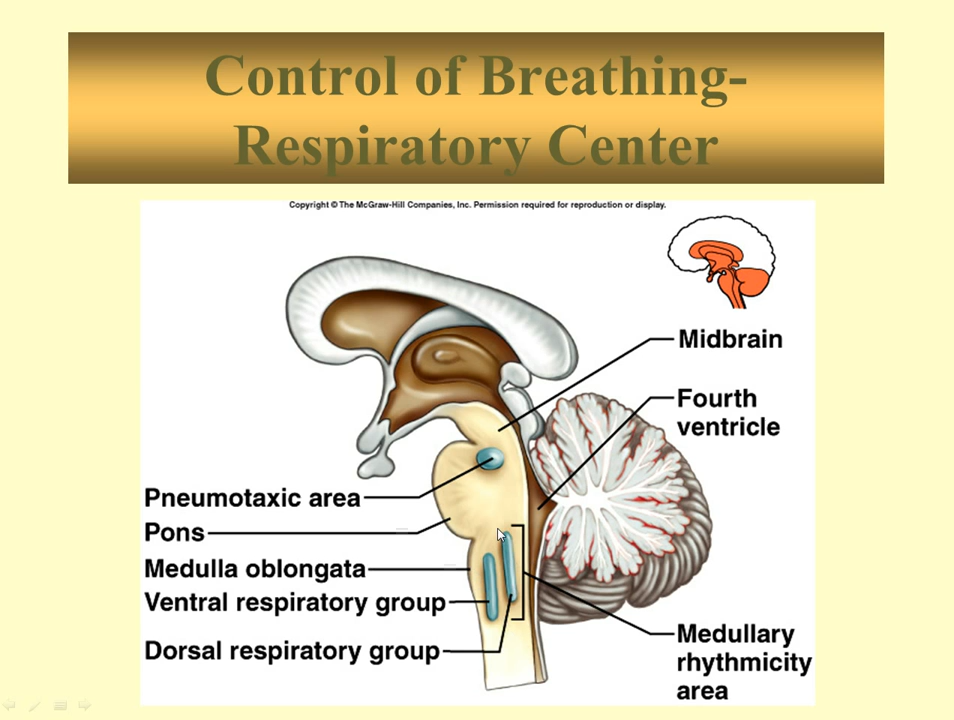 Control of Breathing-
Respiratory Center
Copyright © The McGraw-Hill Companies, Inc. Permission required for reproduction or display.
Midbrain
Fourth
ventricle
Pneumotaxic area
Pons
Medulla oblongata
Ventral respiratory group
Dorsal respiratory group
Medullary
rhythmicity
area